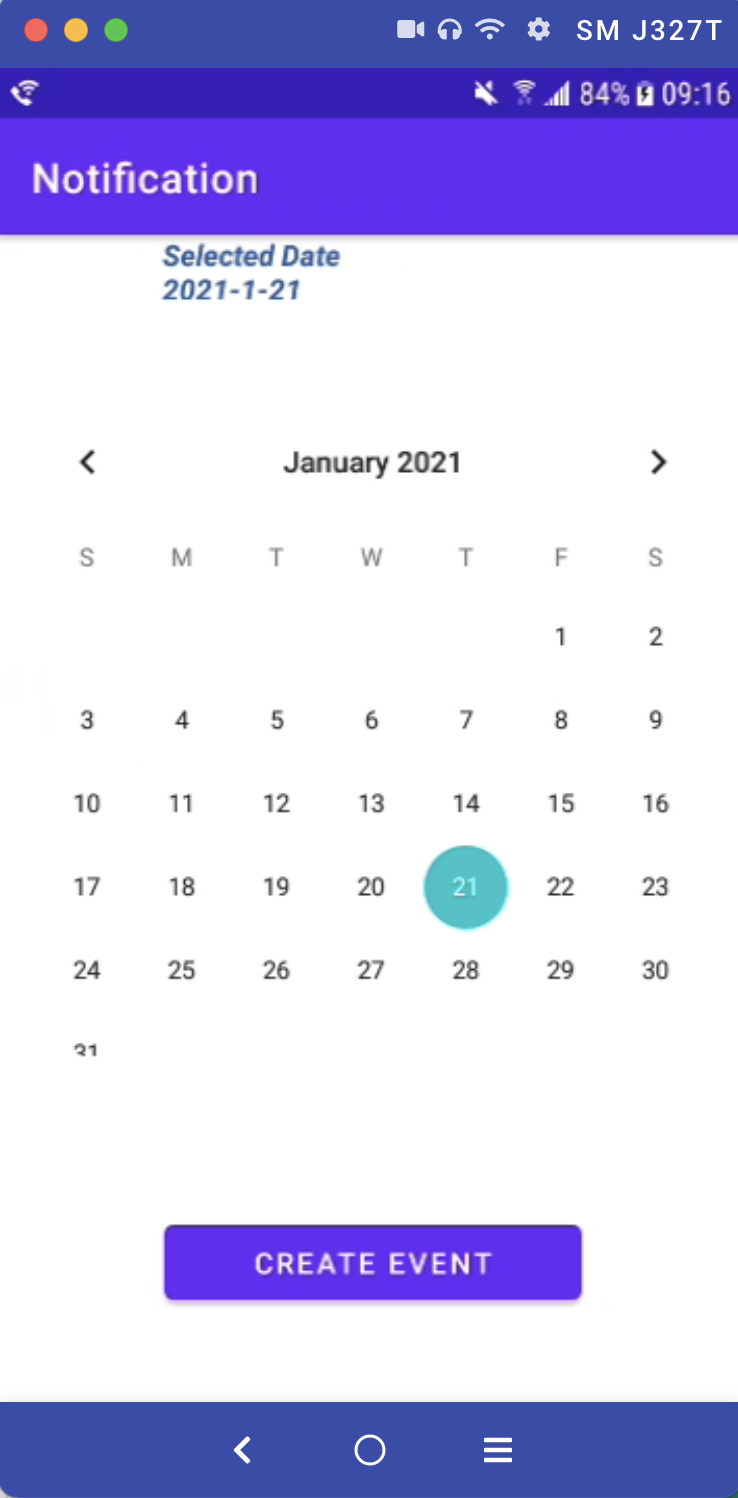 SM J327T
84% 09:16
Notification
Selected Date
2021-1-21
January 2021
S M T W T F S
1 2
3 4 5 6 7 8 9
10 11 12 13 14 15 16
17 18 19 20 21 22 23
24 25 26 27 28 29 30
31
CREATE EVENT